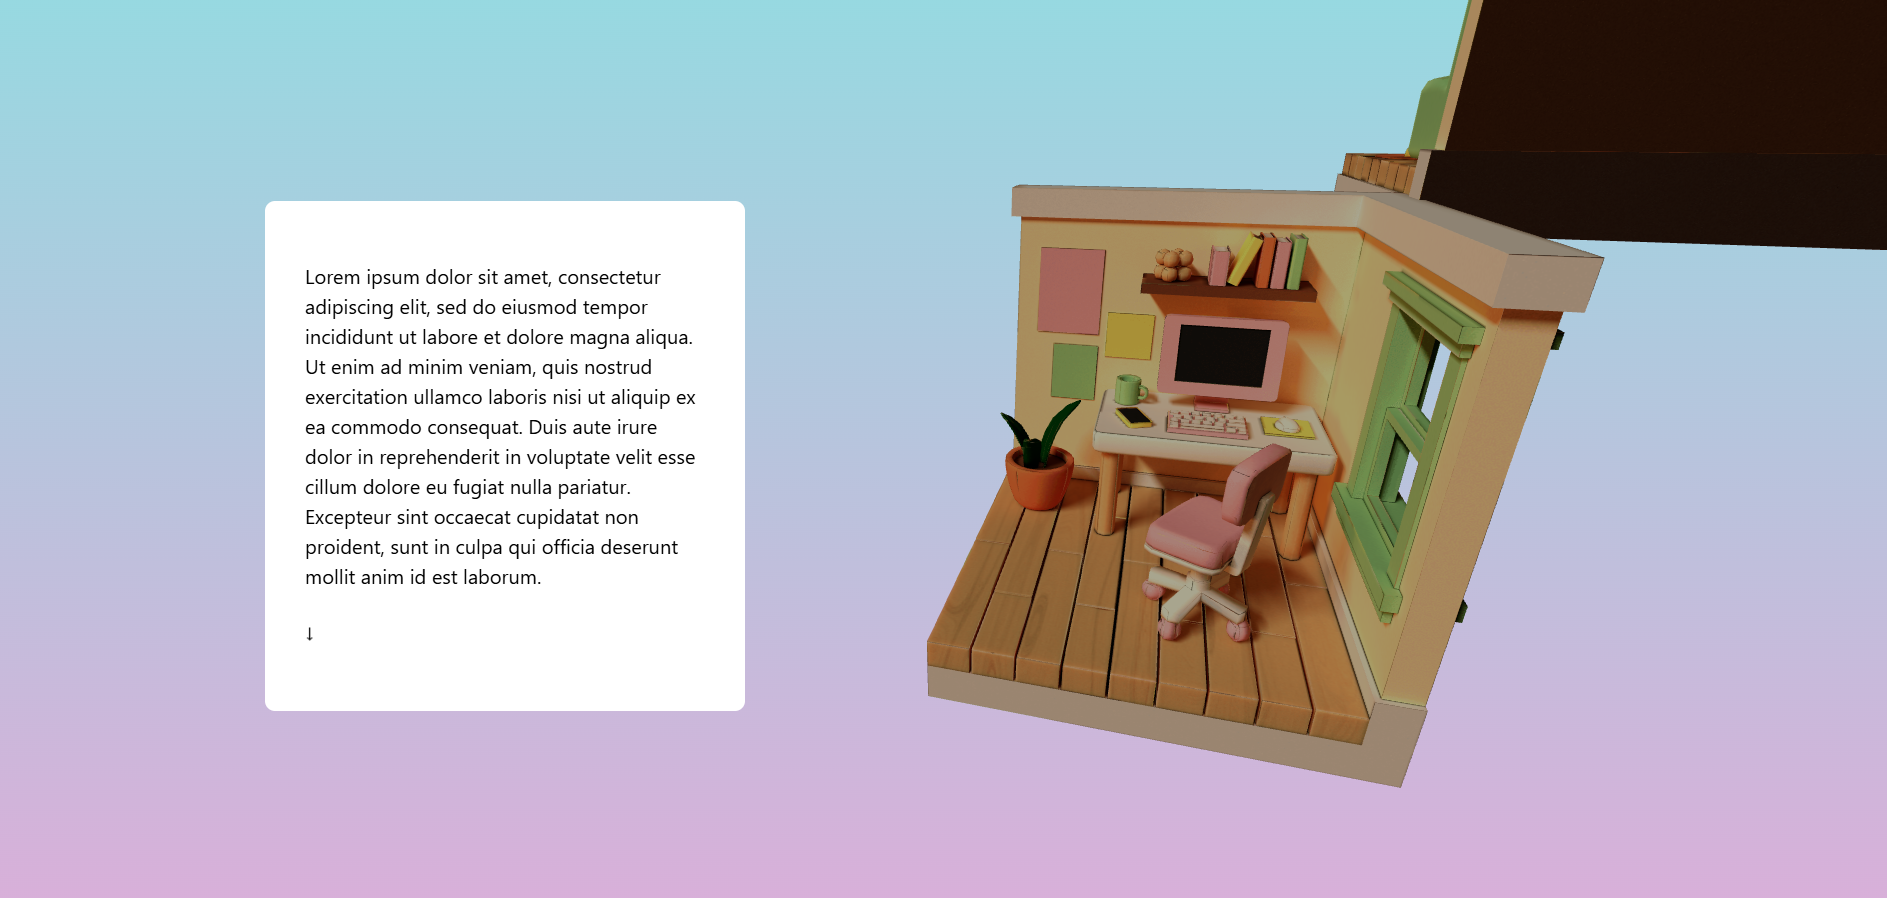 Lorem ipsum dolor sit amet, consectetur
adipiscing elit, sed do eiusmod tempor
incididunt ut labore et dolore magna aliqua.
Ut enim ad minim veniam, quis nostrud
exercitation ullamco laboris nisi ut aliquip ex
ea commodo consequat. Duis aute irure
dolor in reprehenderit in voluptate velit esse
cillum dolore eu fugiat nulla pariatur.
Excepteur sint occaecat cupidatat non
proident, sunt in culpa qui officia deserunt
mollit anim id est laborum.
↓